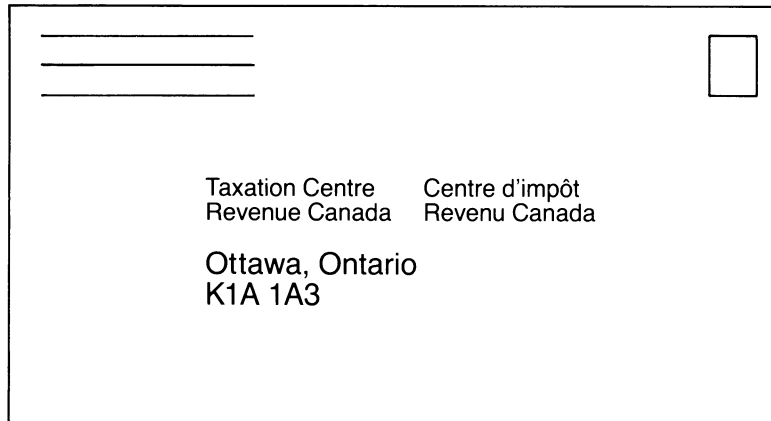 Taxation Centre Centre d'impôt
Revenue Canada Revenu Canada
Ottawa, Ontario
K1A 1A3